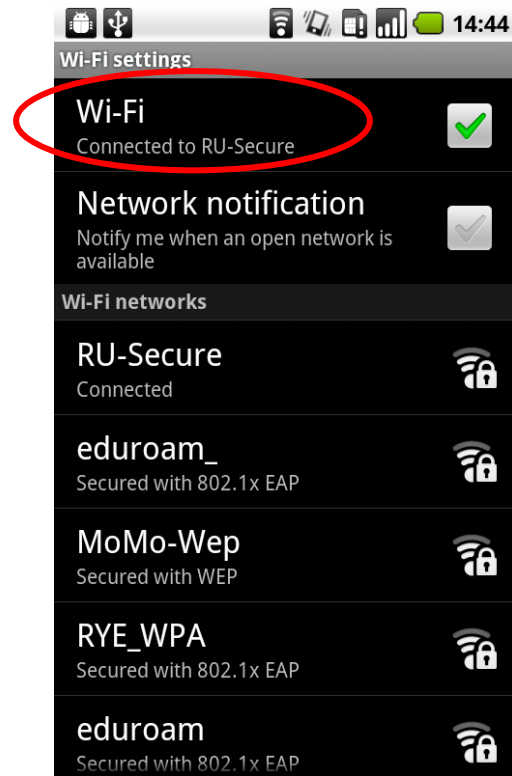 14:44
Wi-Fi settings
Wi-Fi
Connected to RU-Secure
Network notification
Notify me when an open network is
available
Wi-Fi networks
RU-Secure
Connected
eduroam_
Secured with 802.1x EAP
MoMo-Wep
Secured with WEP
RYE_WPA
Secured with 802.1x EAP
eduroam
Secured with 802.1x EAP